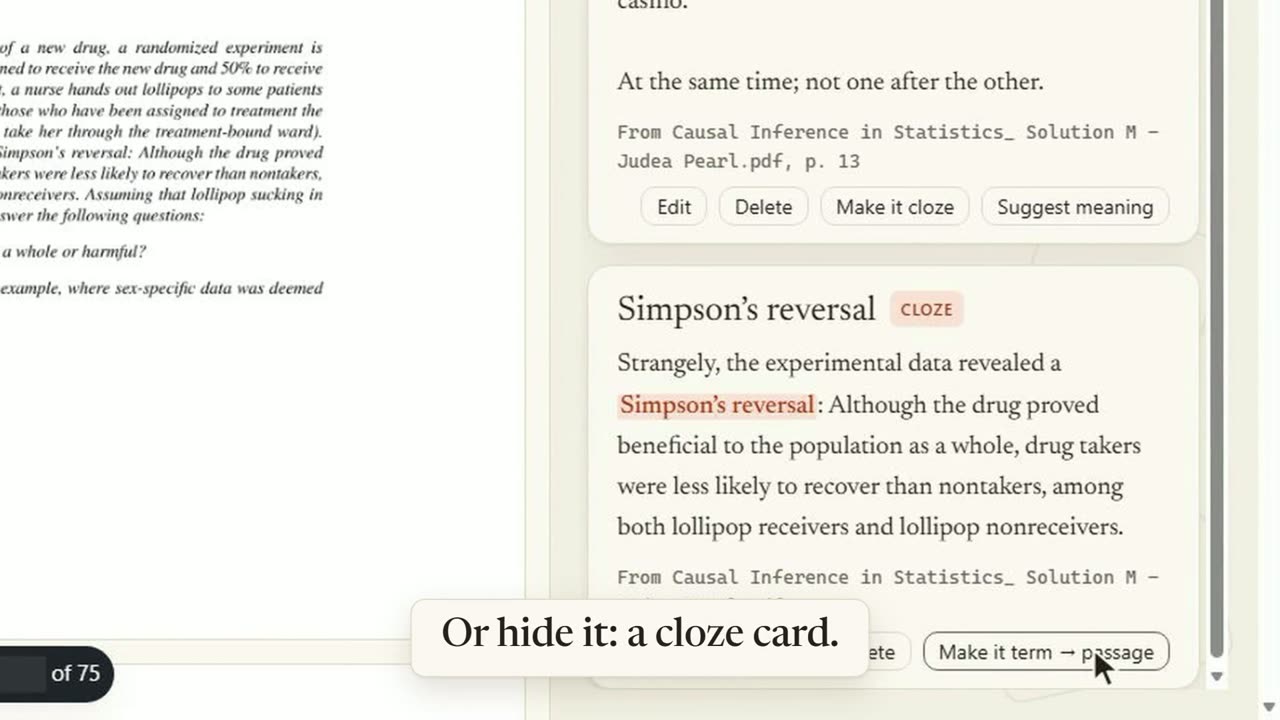 of a new drug, a randomized experiment is
ned to receive the new drug and 50% to receive
t, a nurse hands out lollipops to some patients
those who have been assigned to treatment the
take her through the treatment-bound ward).
Simpson's reversal: Although the drug proved
kers were less likely to recover than nontakers,
onreceivers. Assuming that lollipop sucking in
swer the following questions:
a whole or harmful?
example, where sex-specific data was deemed
of 75
casino.
At the same time; not one after the other.
From Causal Inference in Statistics_ Solution M –
Judea Pearl.pdf, p. 13
Edit Delete Make it cloze Suggest meaning
Simpson’s reversal CLOZE
Strangely, the experimental data revealed a
Simpson’s reversal: Although the drug proved
beneficial to the population as a whole, drug takers
were less likely to recover than nontakers, among
both lollipop receivers and lollipop nonreceivers.
From Causal Inference in Statistics_ Solution M –
Or hide it: a cloze card.
ete Make it term → passage